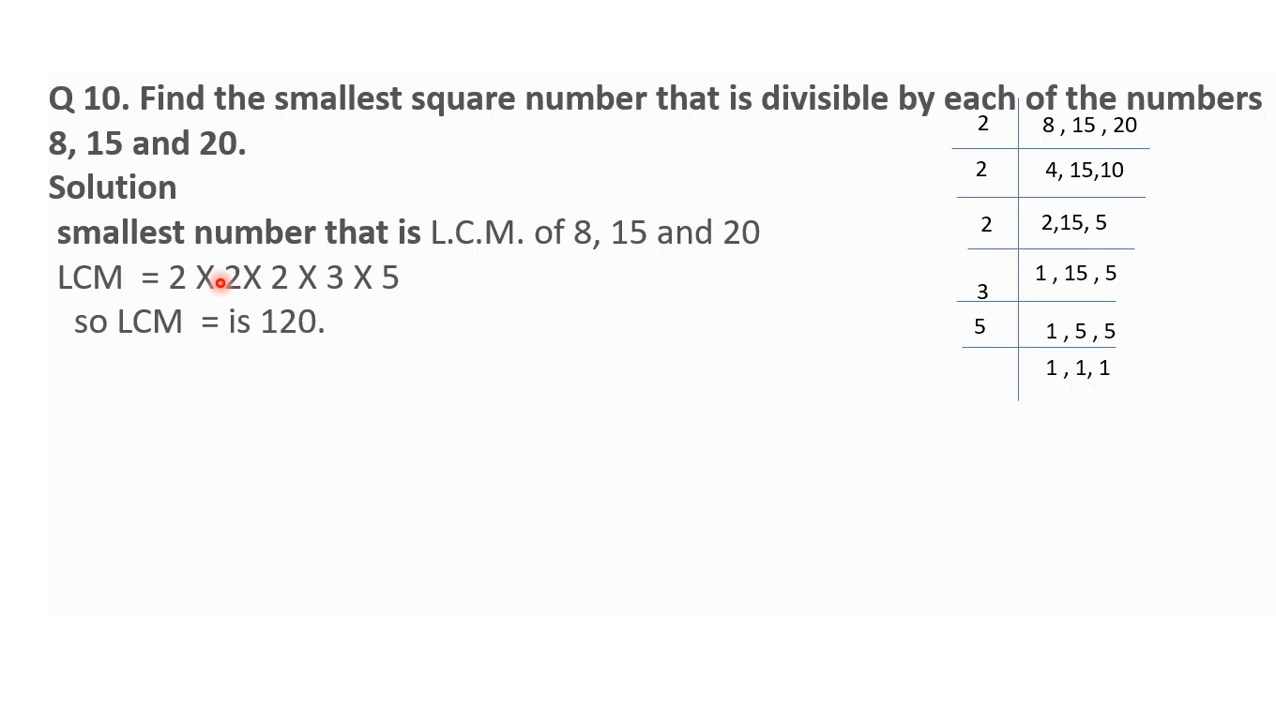 Q 10. Find the smallest square number that is divisible by each of the numbers
8, 15 and 20.
Solution
smallest number that is L.C.M. of 8, 15 and 20
LCM = 2 X 2X 2 X 3 X 5
so LCM = is 120.
2 8 , 15 , 20
2 4, 15,10
2 2,15, 5
3 1 , 15 , 5
5 1 , 5 , 5
1 , 1, 1